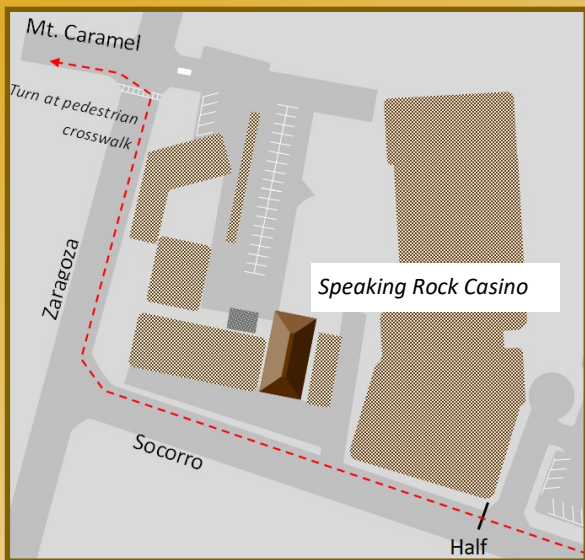 Mt. Caramel
Turn at pedestrian
crosswalk
Zaragoza
Speaking Rock Casino
Socorro
Half